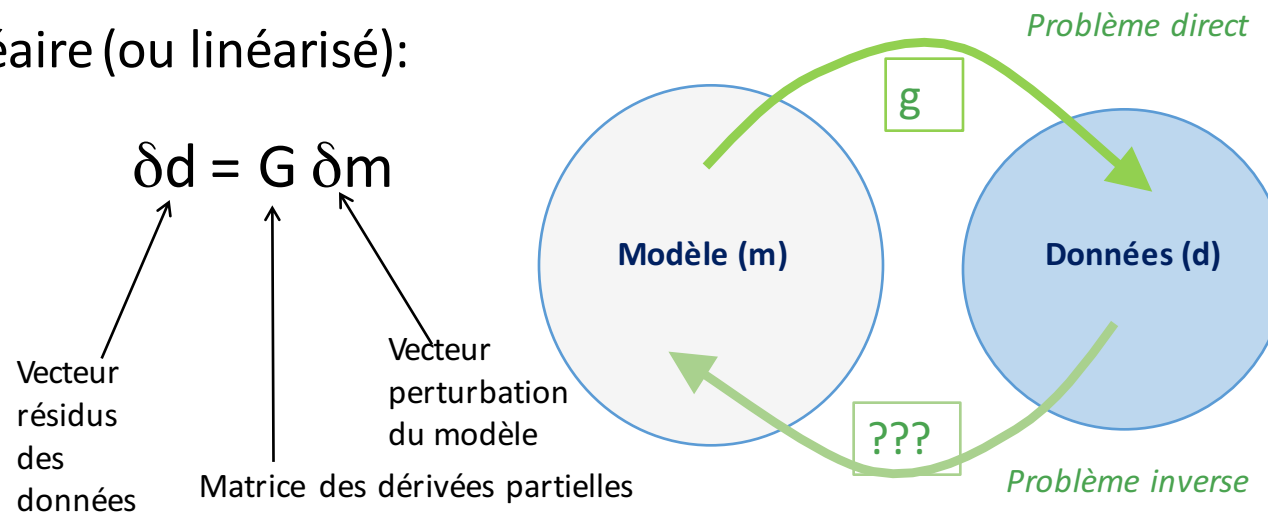 éaire (ou linéarisé):
δd = G δm
Vecteur
résidus
des
données
Matrice des dérivées partielles
Vecteur
perturbation
du modèle
Problème direct
g
Modèle (m)
Données (d)
???
Problème inverse